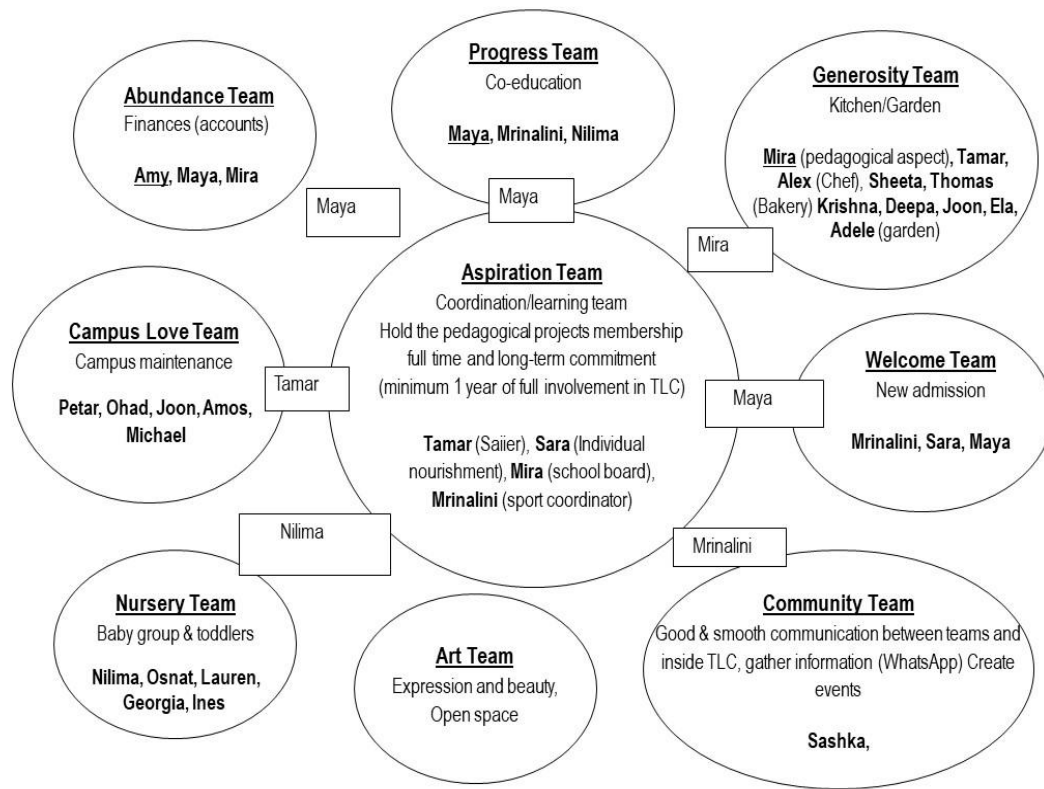 Progress Team
Co-education
Maya, Mrinalini, Nilima
Abundance Team
Finances (accounts)
Amy, Maya, Mira
Generosity Team
Kitchen/Garden
Mira (pedagogical aspect), Tamar,
Alex (Chef), Sheeta, Thomas
(Bakery) Krishna, Deepa, Joon, Ela,
Adele (garden)
Maya
Maya
Mira
Aspiration Team
Coordination/learning team
Hold the pedagogical projects membership
full time and long-term commitment
(minimum 1 year of full involvement in TLC)
Tamar (Saiier), Sara (Individual
nourishment), Mira (school board),
Mrinalini (sport coordinator)
Campus Love Team
Campus maintenance
Petar, Ohad, Joon, Amos,
Michael
Tamar
Maya
Welcome Team
New admission
Mrinalini, Sara, Maya
Nilima
Mrinalini
Nursery Team
Baby group & toddlers
Nilima, Osnat, Lauren,
Georgia, Ines
Art Team
Expression and beauty,
Open space
Community Team
Good & smooth communication between teams and
inside TLC, gather information (WhatsApp) Create
events
Sashka,